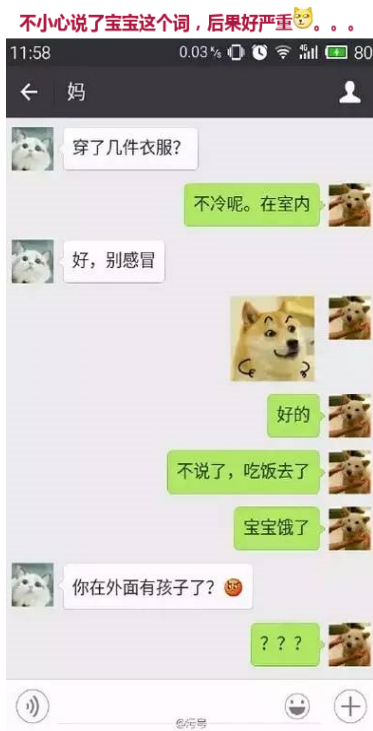 不小心说了宝宝这个词，后果好严重。。。
11:58
0.03 K/s
4G
80
妈
穿了几件衣服？
不冷呢。在室内
好，别感冒
好的
不说了，吃饭去了
宝宝饿了
你在外面有孩子了？
？？？
@污号